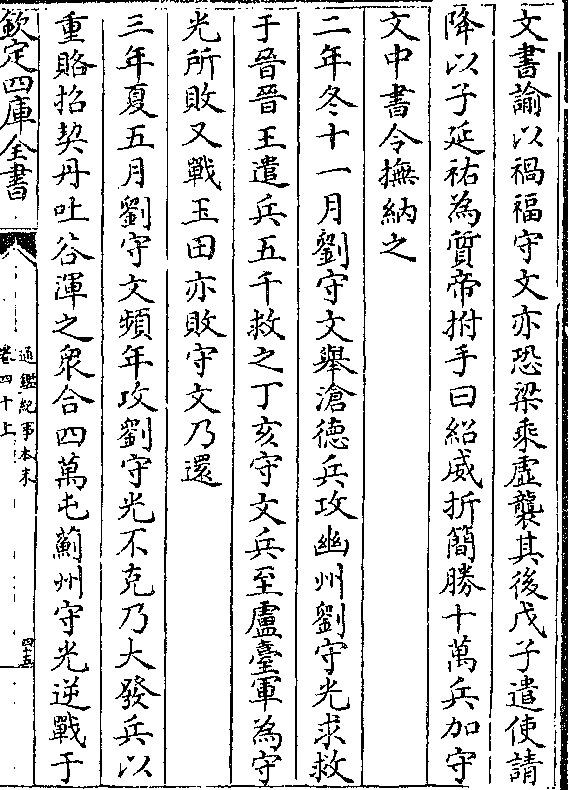 文書諭以禍福守文亦恐梁乘虛襲其後戊子遣使請
降以子延祐為質帝拊手曰紹威折簡勝十萬兵加守
文中書令撫納之
二年冬十一月劉守文舉滄德兵攻幽州劉守光求救
于晉晉王遣兵五千救之丁亥守文兵至盧臺軍為守
光所敗又戰玉田亦敗守文乃還
三年夏五月劉守文頻年攻劉守光不克乃大發兵以
重賂招契丹吐谷渾之衆合四萬屯薊州守光逆戰于
欽定四庫全書
通鑑紀事本末
卷四十上
四十五